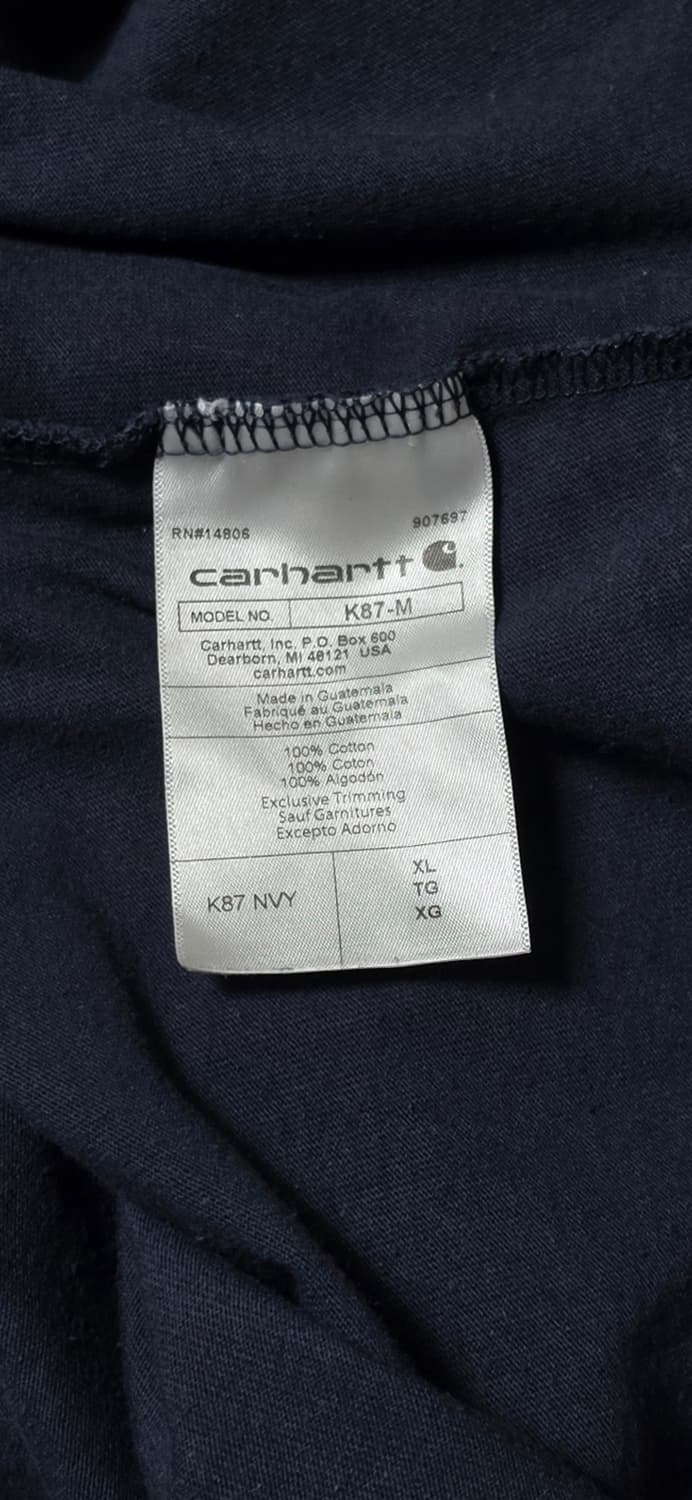 RN#14806 907697
carhartt
MODEL NO. K87-M
Carhartt, Inc. P.O. Box 600
Dearborn, MI 48121 USA
carhartt.com
Made in Guatemala
Fabriqué au Guatemala
Hecho en Guatemala
100% Cotton
100% Coton
100% Algodón
Exclusive Trimming
Sauf Garnitures
Excepto Adorno
K87 NVY
XL
TG
XG